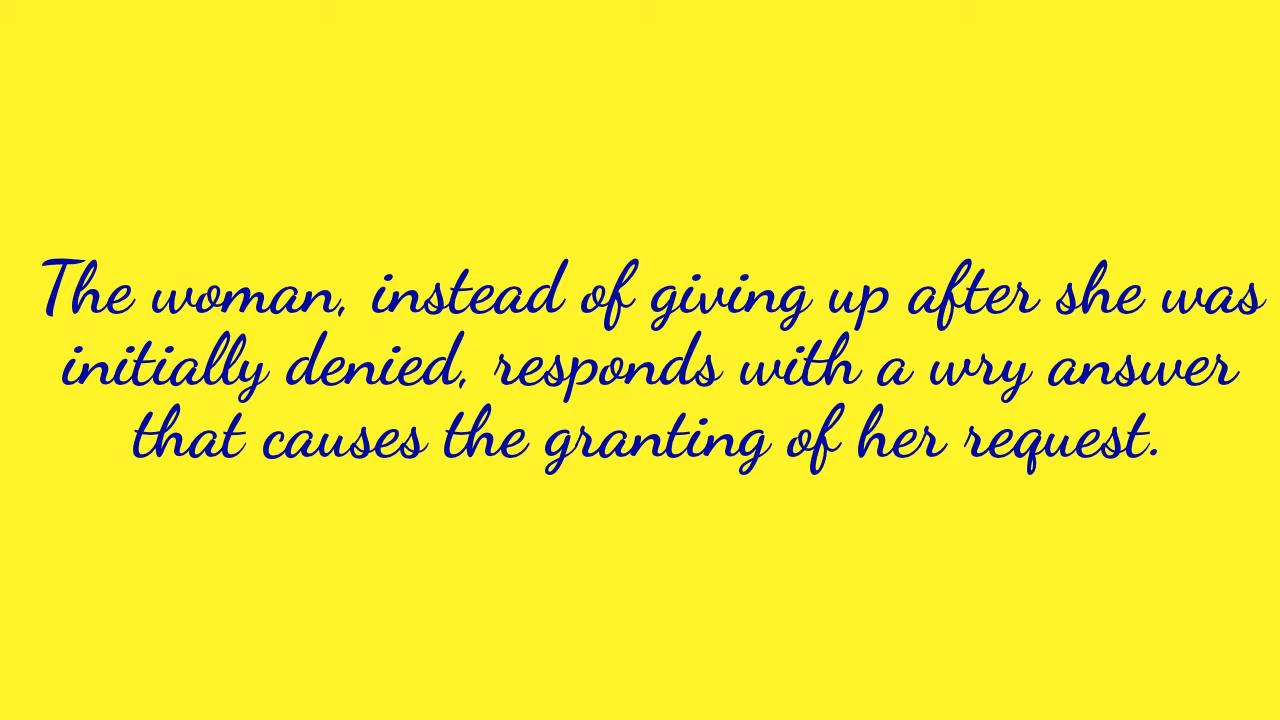 The woman, instead of giving up after she was
initially denied, responds with a wry answer
that causes the granting of her request.